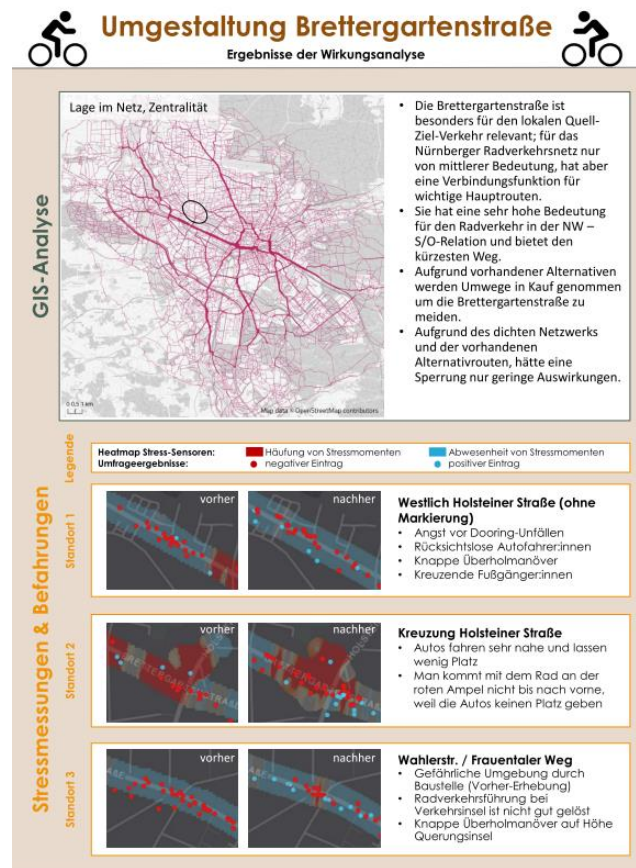 Umgestaltung Brettergartenstraße
Ergebnisse der Wirkungsanalyse
GIS-Analyse
Lage im Netz, Zentralität
Map data © OpenStreetMap contributors
• Die Brettergartenstraße ist
besonders für den lokalen Quell-
Ziel-Verkehr relevant; für das
Nürnberger Radverkehrsnetz nur
von mittlerer Bedeutung, hat aber
eine Verbindungsfunktion für
wichtige Hauptrouten.
• Sie hat eine sehr hohe Bedeutung
für den Radverkehr in der NW –
S/O-Relation und bietet den
kürzesten Weg.
• Aufgrund vorhandener Alternativen
werden Umwege in Kauf genommen
um die Brettergartenstraße zu
meiden.
• Aufgrund des dichten Netzwerks
und der vorhandenen
Alternativrouten, hätte eine
Sperrung nur geringe Auswirkungen.
Stressmessungen & Befahrungen
Legende
Heatmap Stress-Sensoren: Häufung von Stressmomenten Abwesenheit von Stressmomenten
Umfrageergebnisse: negativer Eintrag positiver Eintrag
Standort 1
vorher
nachher
Westlich Holsteiner Straße (ohne
Markierung)
• Angst vor Dooring-Unfällen
• Rücksichtslose Autofahrer:innen
• Knappe Überholmanöver
• Kreuzende Fußgänger:innen
Standort 2
vorher
nachher
Kreuzung Holsteiner Straße
• Autos fahren sehr nahe und lassen
wenig Platz
• Man kommt mit dem Rad an der
roten Ampel nicht bis nach vorne,
weil die Autos keinen Platz geben
Standort 3
vorher
nachher
Wahlerstr. / Frauentaler Weg
• Gefährliche Umgebung durch
Baustelle (Vorher-Erhebung)
• Radverkehrsführung bei
Verkehrsinsel ist nicht gut gelöst
• Knappe Überholmanöver auf Höhe
Querungsinsel